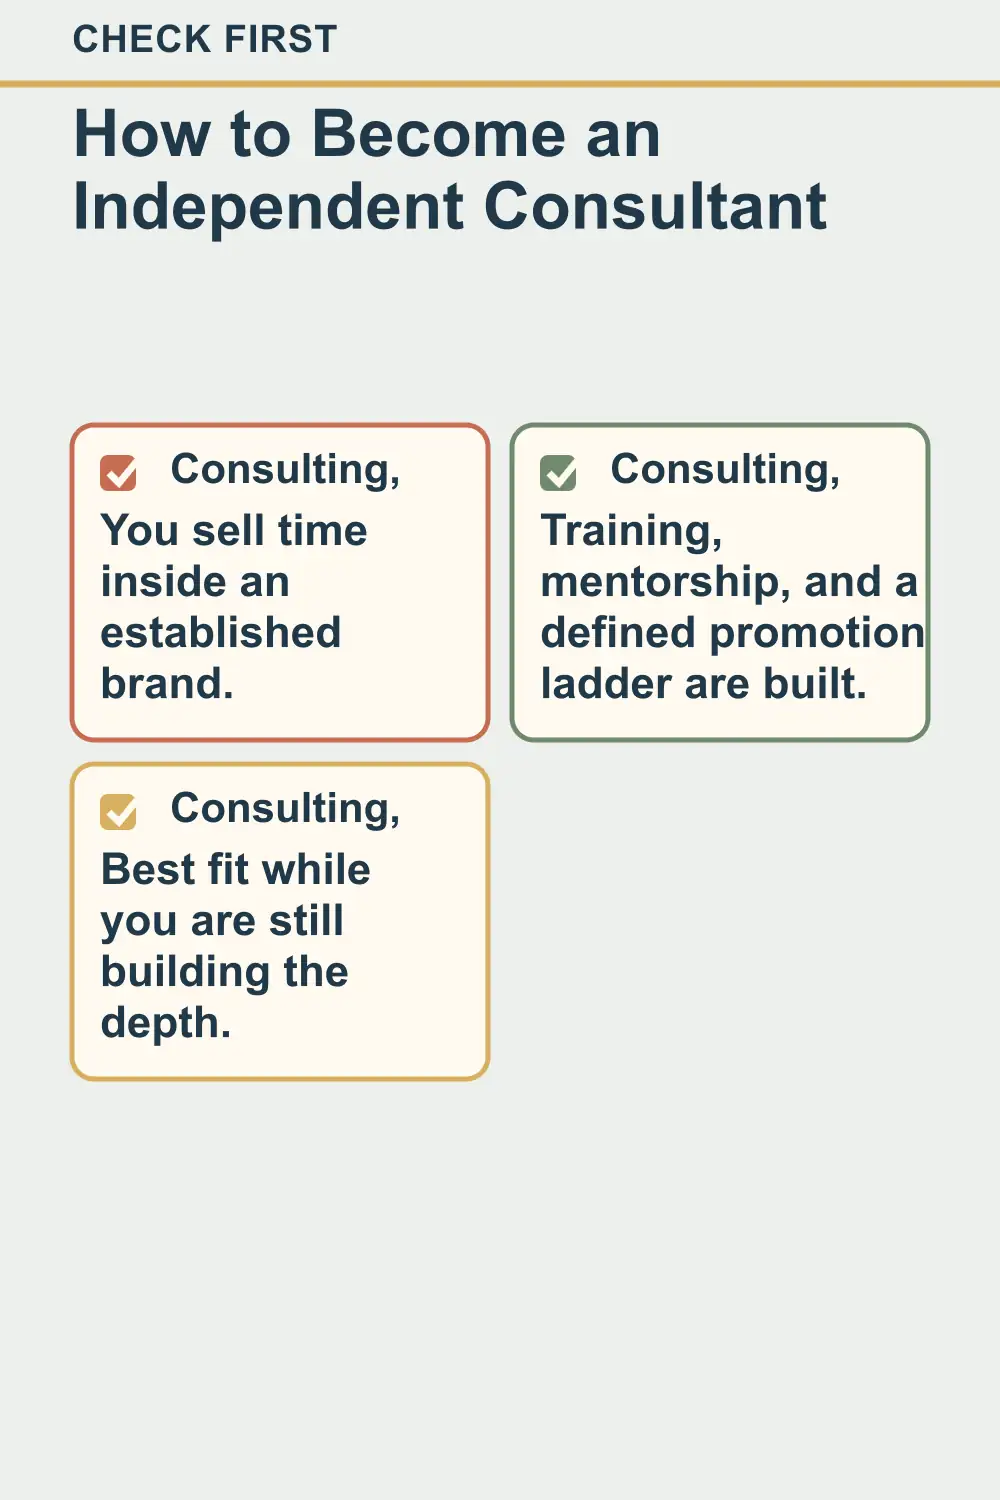 CHECK FIRST
How to Become an
Independent Consultant
Consulting,
You sell time
inside an
established
brand.
Consulting,
Training,
mentorship, and a
defined promotion
ladder are built.
Consulting,
Best fit while
you are still
building the
depth.